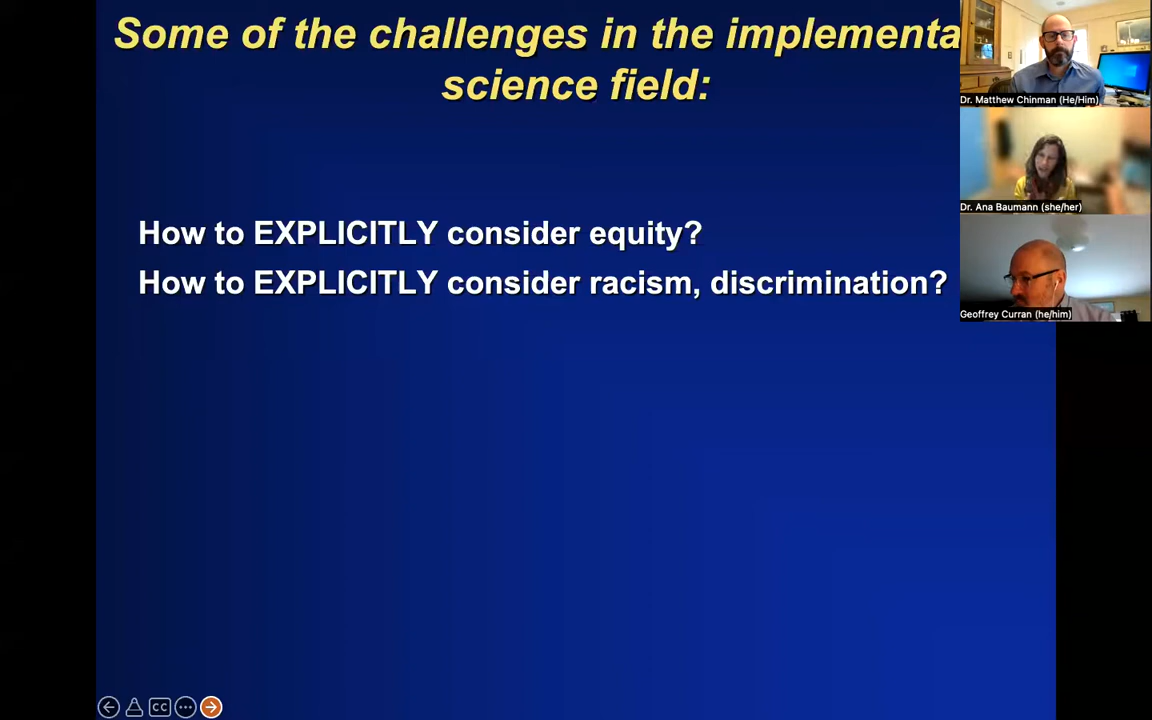 Some of the challenges in the implementa
science field:
How to EXPLICITLY consider equity?
How to EXPLICITLY consider racism, discrimination?
Dr. Matthew Chinman (He/Him)
Dr. Ana Baumann (she/her)
Geoffrey Curran (he/him)
CC